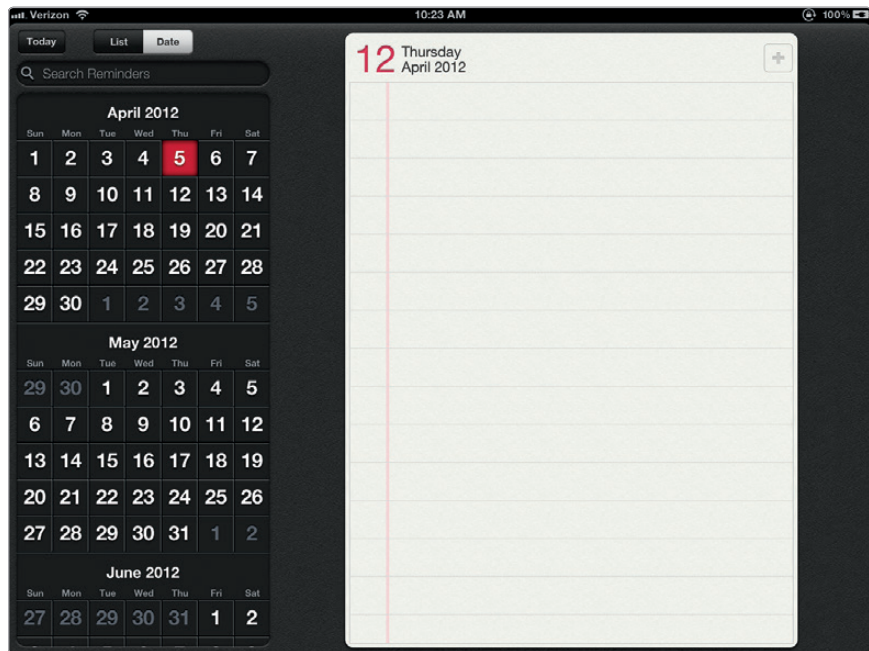 Verizon 10:23 AM 100%
Today List Date
Search Reminders
April 2012
Sun Mon Tue Wed Thu Fri Sat
1 2 3 4 5 6 7
8 9 10 11 12 13 14
15 16 17 18 19 20 21
22 23 24 25 26 27 28
29 30 1 2 3 4 5
May 2012
Sun Mon Tue Wed Thu Fri Sat
29 30 1 2 3 4 5
6 7 8 9 10 11 12
13 14 15 16 17 18 19
20 21 22 23 24 25 26
27 28 29 30 31 1 2
June 2012
Sun Mon Tue Wed Thu Fri Sat
27 28 29 30 31 1 2
12 Thursday
April 2012
+